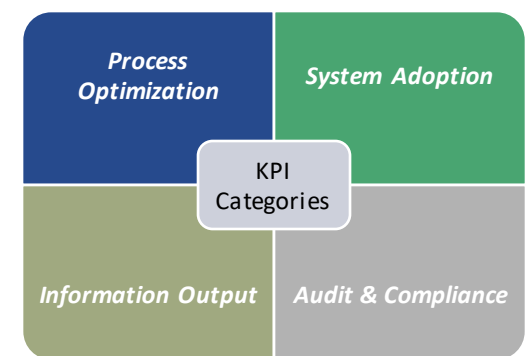 Process
Optimization
System Adoption
KPI
Categories
Information Output
Audit & Compliance